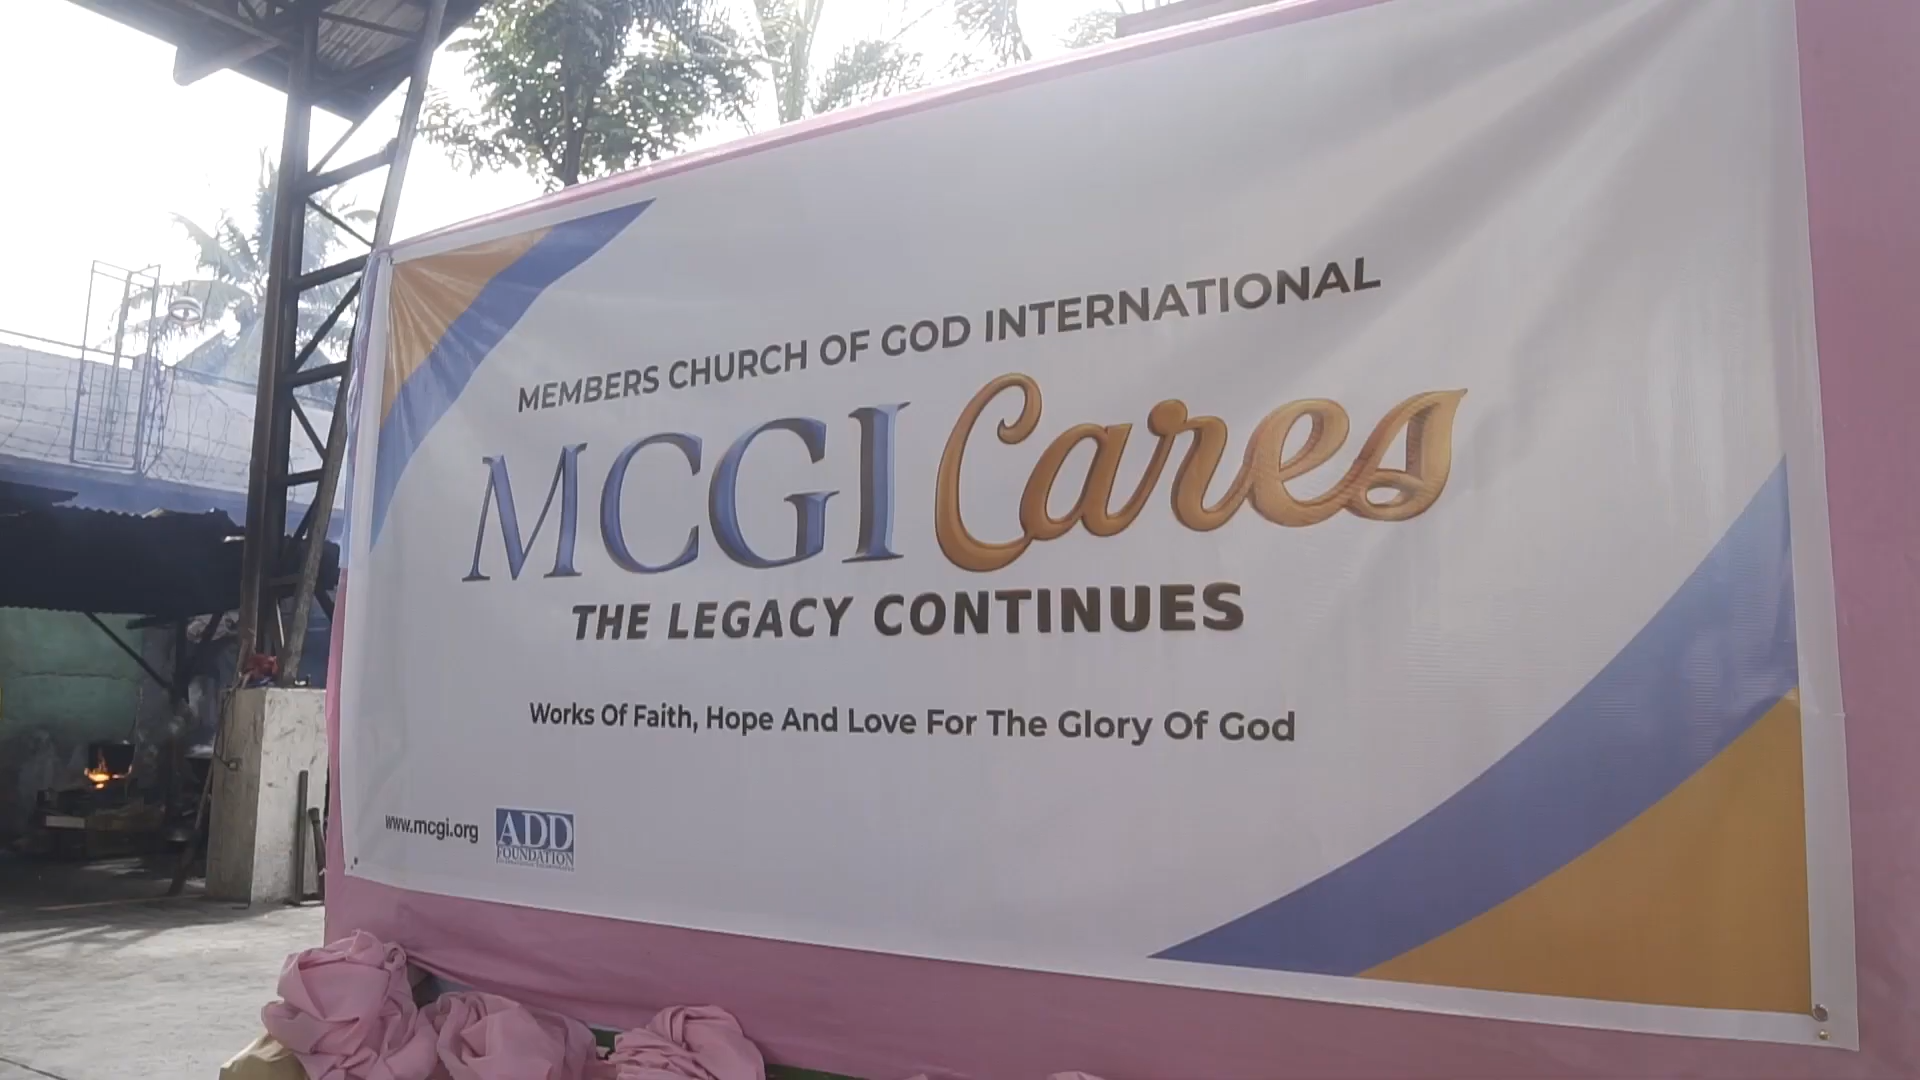 MEMBERS CHURCH OF GOD INTERNATIONAL
MCGI Cares
THE LEGACY CONTINUES
Works Of Faith, Hope And Love For The Glory Of God
www.mcgi.org
ADD
FOUNDATION